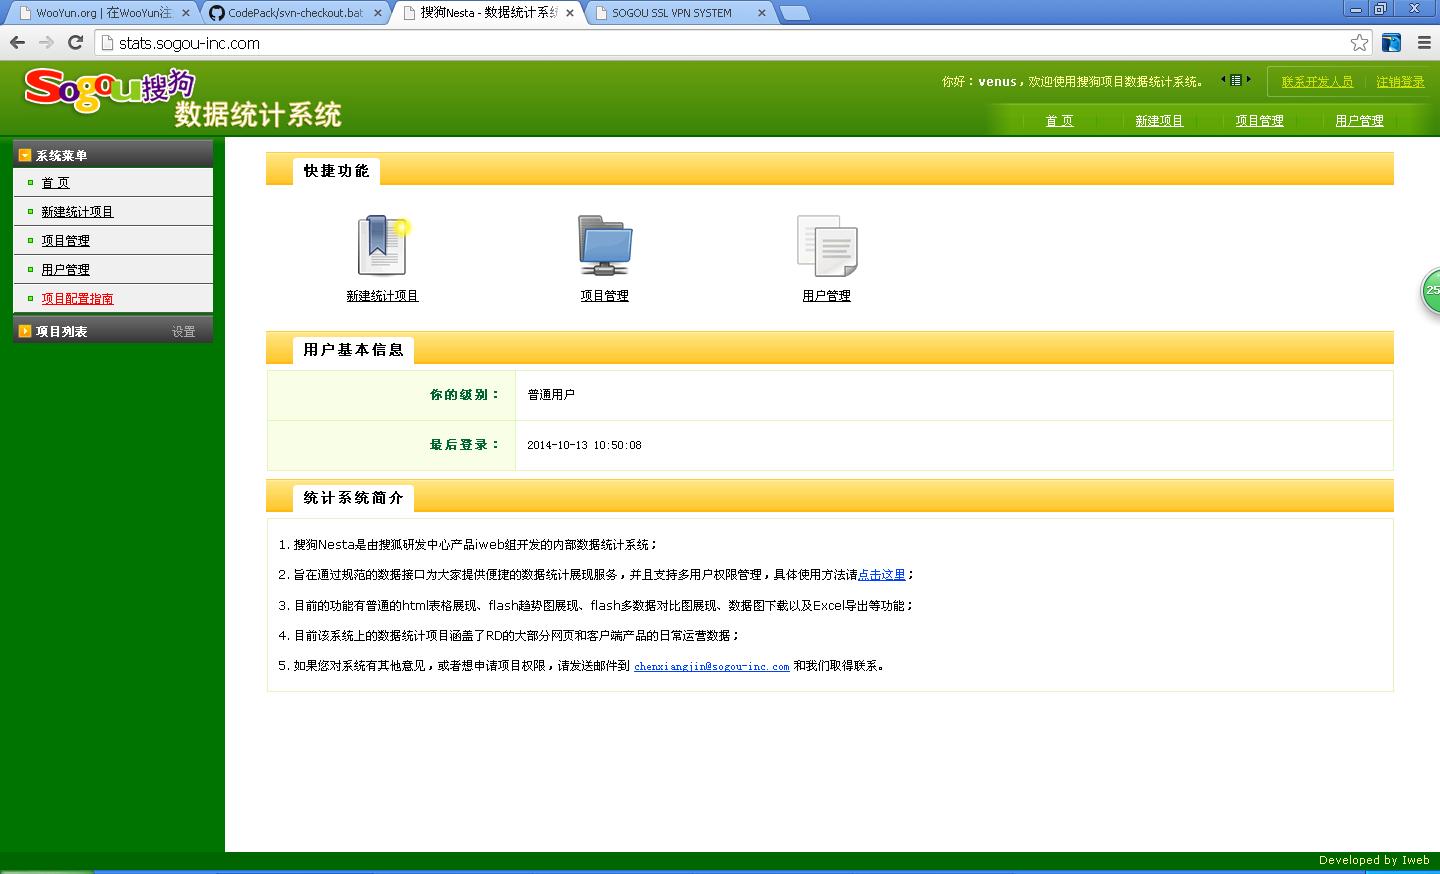 WooYun.org | 在WooYun注
CodePack/svn-checkout.bat
搜狗Nesta - 数据统计系统
SOGOU SSL VPN SYSTEM
stats.sogou-inc.com
Sogou搜狗
数据统计系统
你好：venus，欢迎使用搜狗项目数据统计系统。
联系开发人员 注销登录
首 页 新建项目 项目管理 用户管理
系统菜单
首 页
新建统计项目
项目管理
用户管理
项目配置指南
项目列表 设置
快捷功能
新建统计项目 项目管理 用户管理
25
用户基本信息
你的级别： 普通用户
最后登录： 2014-10-13 10:50:08
统计系统简介
1. 搜狗Nesta是由搜狐研发中心产品iweb组开发的内部数据统计系统；
2. 旨在通过规范的数据接口为大家提供便捷的数据统计展现服务，并且支持多用户权限管理，具体使用方法请点击这里；
3. 目前的功能有普通的html表格展现、flash趋势图展现、flash多数据对比图展现、数据图下载以及Excel导出等功能；
4. 目前该系统上的数据统计项目涵盖了RD的大部分网页和客户端产品的日常运营数据；
5. 如果您对系统有其他意见，或者想申请项目权限，请发送邮件到 chenxiangjin@sogou-inc.com 和我们取得联系。
Developed by Iweb